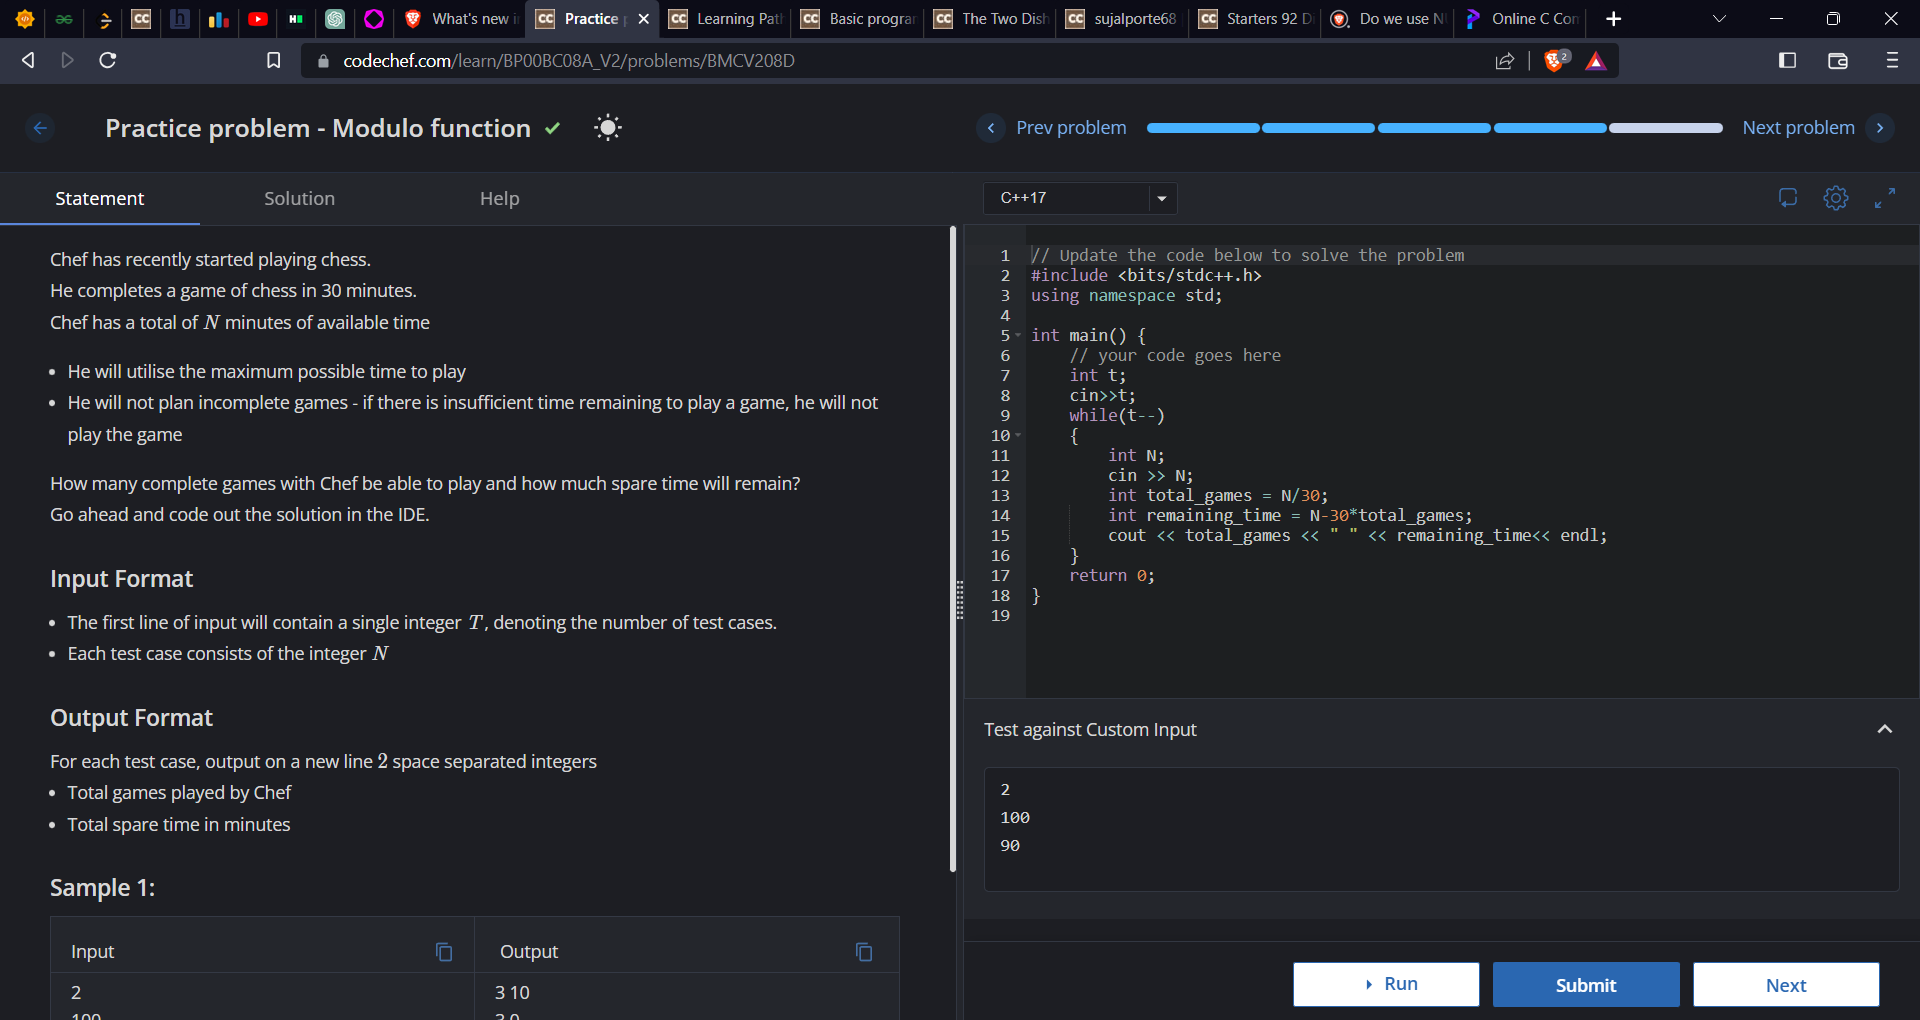 What's new i
Practice
Learning Pat
Basic progra
The Two Dish
sujalporte68
Starters 92 D
Do we use N
Online C Con
codechef.com/learn/BP00BC08A_V2/problems/BMCV208D
2
Practice problem - Modulo function
Prev problem
Next problem
Statement
Solution
Help
C++17
Chef has recently started playing chess.
He completes a game of chess in 30 minutes.
Chef has a total of N minutes of available time
• He will utilise the maximum possible time to play
• He will not plan incomplete games - if there is insufficient time remaining to play a game, he will not
play the game
How many complete games with Chef be able to play and how much spare time will remain?
Go ahead and code out the solution in the IDE.
Input Format
• The first line of input will contain a single integer T, denoting the number of test cases.
• Each test case consists of the integer N
Output Format
For each test case, output on a new line 2 space separated integers
• Total games played by Chef
• Total spare time in minutes
Sample 1:
Input
Output
2
3 10
100
3 0
1 // Update the code below to solve the problem
2 #include <bits/stdc++.h>
3 using namespace std;
4
5 int main() {
6 // your code goes here
7 int t;
8 cin>>t;
9 while(t--)
10 {
11 int N;
12 cin >> N;
13 int total_games = N/30;
14 int remaining_time = N-30*total_games;
15 cout << total_games << " " << remaining_time<< endl;
16 }
17 return 0;
18 }
19
Test against Custom Input
2
100
90
Run
Submit
Next